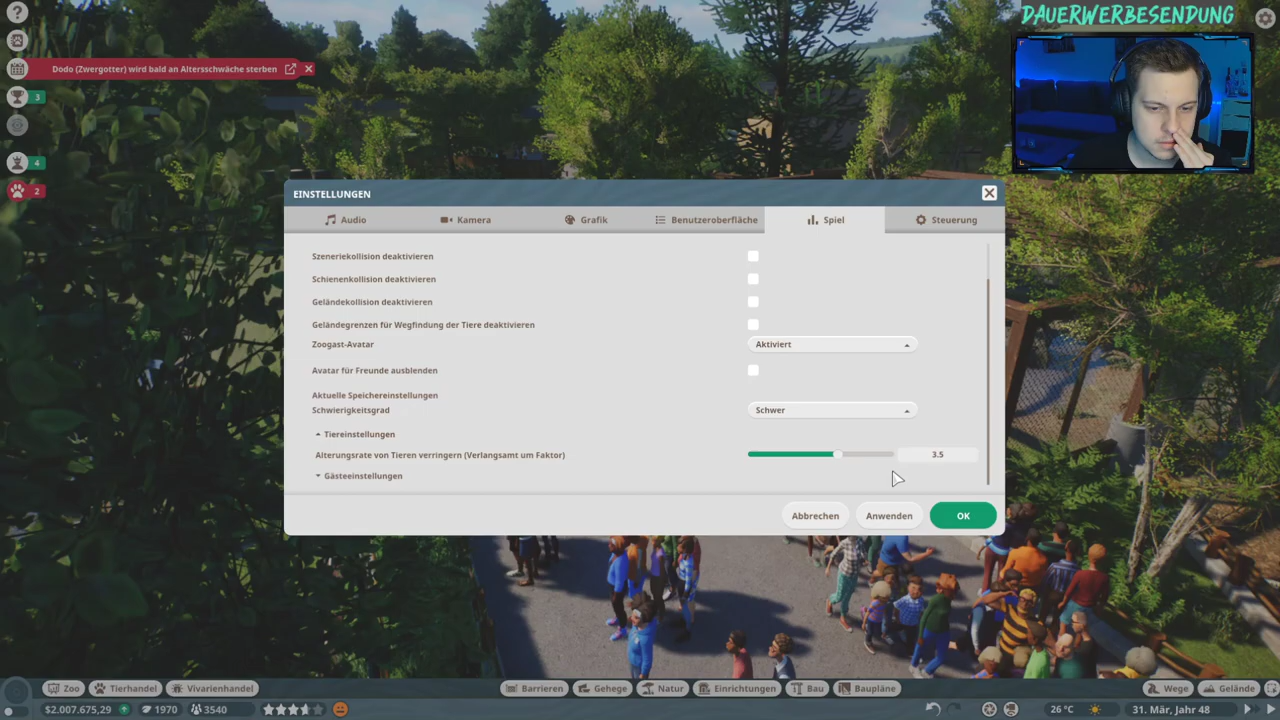 DAUERWERBESENDUNG
?
Dodo (Zwergotter) wird bald an Altersschwäche sterben
3
4
2
EINSTELLUNGEN
Audio
Kamera
Grafik
Benutzeroberfläche
Spiel
Steuerung
Szeneriekollision deaktivieren
Schienenkollision deaktivieren
Geländekollision deaktivieren
Geländegrenzen für Wegfindung der Tiere deaktivieren
Zoogast-Avatar Aktiviert
Avatar für Freunde ausblenden
Aktuelle Speichereinstellungen
Schwierigkeitsgrad Schwer
Tiereinstellungen
Alterungsrate von Tieren verringern (Verlangsamt um Faktor) 3.5
Gästeeinstellungen
Abbrechen
Anwenden
OK
Zoo
Tierhandel
Vivarienhandel
Barrieren
Gehege
Natur
Einrichtungen
Bau
Baupläne
Wege
Gelände
$2.007.675,29
1970
3540
26 °C
31. Mär, Jahr 48